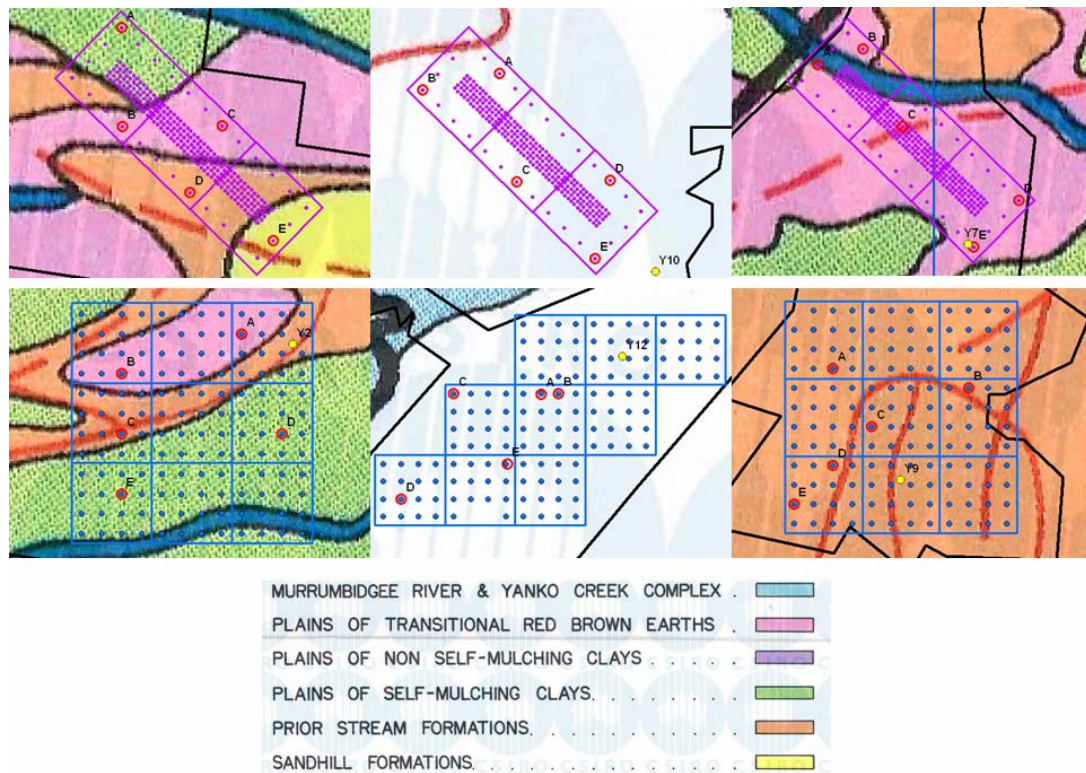 A
B
C
D
E
A
B
C
D
E
Y10
B
A
C
D
Y7
E
A
Y2
B
C
D
E
Y12
C
A
B
E
D
A
B
C
D
Y9
E
MURRUMBIDGEE RIVER & YANKO CREEK COMPLEX .
PLAINS OF TRANSITIONAL RED BROWN EARTHS .
PLAINS OF NON SELF-MULCHING CLAYS . . . . .
PLAINS OF SELF-MULCHING CLAYS. . . . . . . . .
PRIOR STREAM FORMATIONS. . . . . . . . . . .
SANDHILL FORMATIONS. . . . . . . . . . . . .